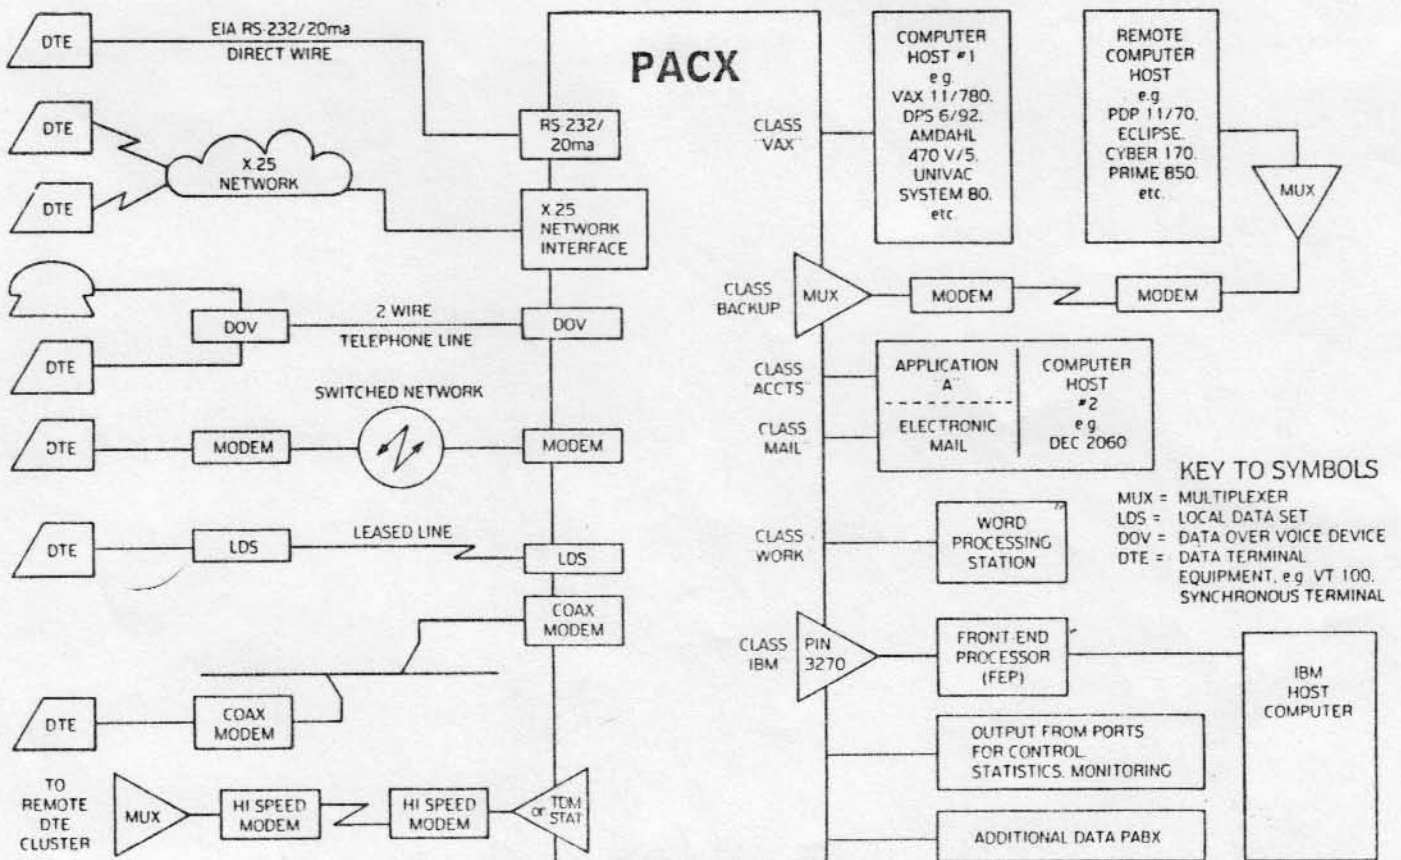 DTE
EIA RS-232/20ma
DIRECT WIRE
DTE
X.25
NETWORK
DTE
DOV
2 WIRE
TELEPHONE LINE
DTE
SWITCHED NETWORK
DTE
MODEM
DTE
LDS
LEASED LINE
DTE
COAX
MODEM
TO
REMOTE
DTE
CLUSTER
MUX
HI SPEED
MODEM
HI SPEED
MODEM
PACX
RS-232/
20ma
X.25
NETWORK
INTERFACE
DOV
MODEM
LDS
COAX
MODEM
or TDM
STAT
CLASS
"VAX"
CLASS
BACKUP
CLASS
ACCTS
CLASS
MAIL
CLASS
WORK
CLASS
IBM
COMPUTER
HOST #1
e.g.
VAX 11/780,
DPS 6/92,
AMDAHL
470 V/5,
UNIVAC
SYSTEM 80,
etc.
REMOTE
COMPUTER
HOST
e.g.
PDP 11/70,
ECLIPSE,
CYBER 170,
PRIME 850,
etc.
MUX
MUX
MODEM
MODEM
APPLICATION
"A"
ELECTRONIC
MAIL
COMPUTER
HOST
#2
e.g.
DEC 2060
WORD
PROCESSING
STATION
PIN
3270
FRONT-END
PROCESSOR
(FEP)
IBM
HOST
COMPUTER
OUTPUT FROM PORTS
FOR CONTROL,
STATISTICS, MONITORING
ADDITIONAL DATA PABX
KEY TO SYMBOLS
MUX = MULTIPLEXER
LDS = LOCAL DATA SET
DOV = DATA OVER VOICE DEVICE
DTE = DATA TERMINAL
EQUIPMENT, e.g. VT 100,
SYNCHRONOUS TERMINAL